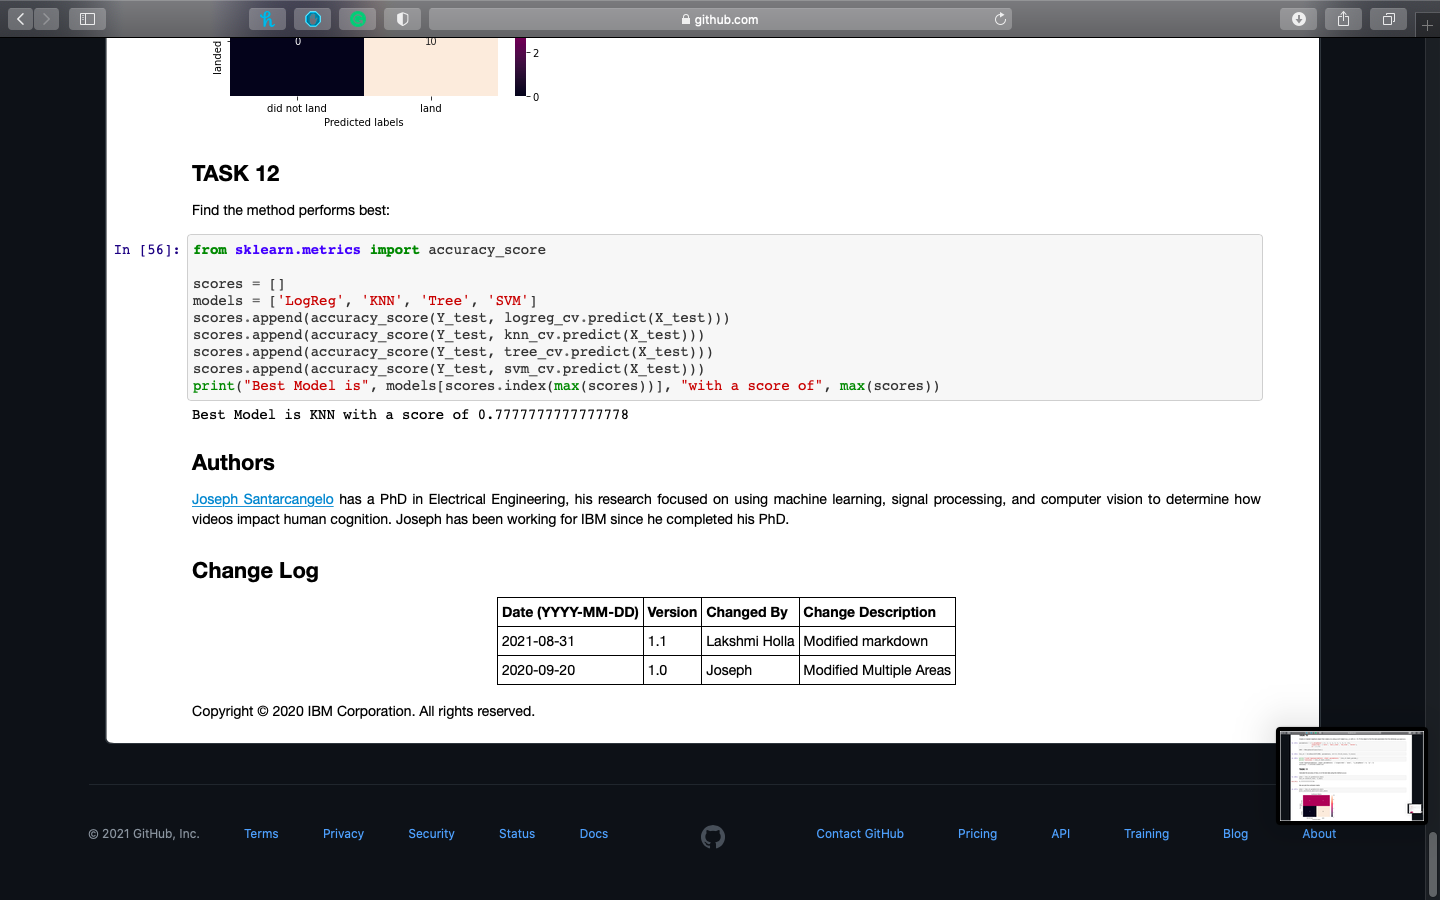 github.com
landed
0
10
2
0
did not land
land
Predicted labels
TASK 12
Find the method performs best:
In [56]:
from sklearn.metrics import accuracy_score
scores = []
models = ['LogReg', 'KNN', 'Tree', 'SVM']
scores.append(accuracy_score(Y_test, logreg_cv.predict(X_test)))
scores.append(accuracy_score(Y_test, knn_cv.predict(X_test)))
scores.append(accuracy_score(Y_test, tree_cv.predict(X_test)))
scores.append(accuracy_score(Y_test, svm_cv.predict(X_test)))
print("Best Model is", models[scores.index(max(scores))], "with a score of", max(scores))
Best Model is KNN with a score of 0.7777777777777778
Authors
Joseph Santarcangelo has a PhD in Electrical Engineering, his research focused on using machine learning, signal processing, and computer vision to determine how
videos impact human cognition. Joseph has been working for IBM since he completed his PhD.
Change Log
Date (YYYY-MM-DD) Version Changed By Change Description
2021-08-31 1.1 Lakshmi Holla Modified markdown
2020-09-20 1.0 Joseph Modified Multiple Areas
Copyright © 2020 IBM Corporation. All rights reserved.
© 2021 GitHub, Inc. Terms Privacy Security Status Docs Contact GitHub Pricing API Training Blog About